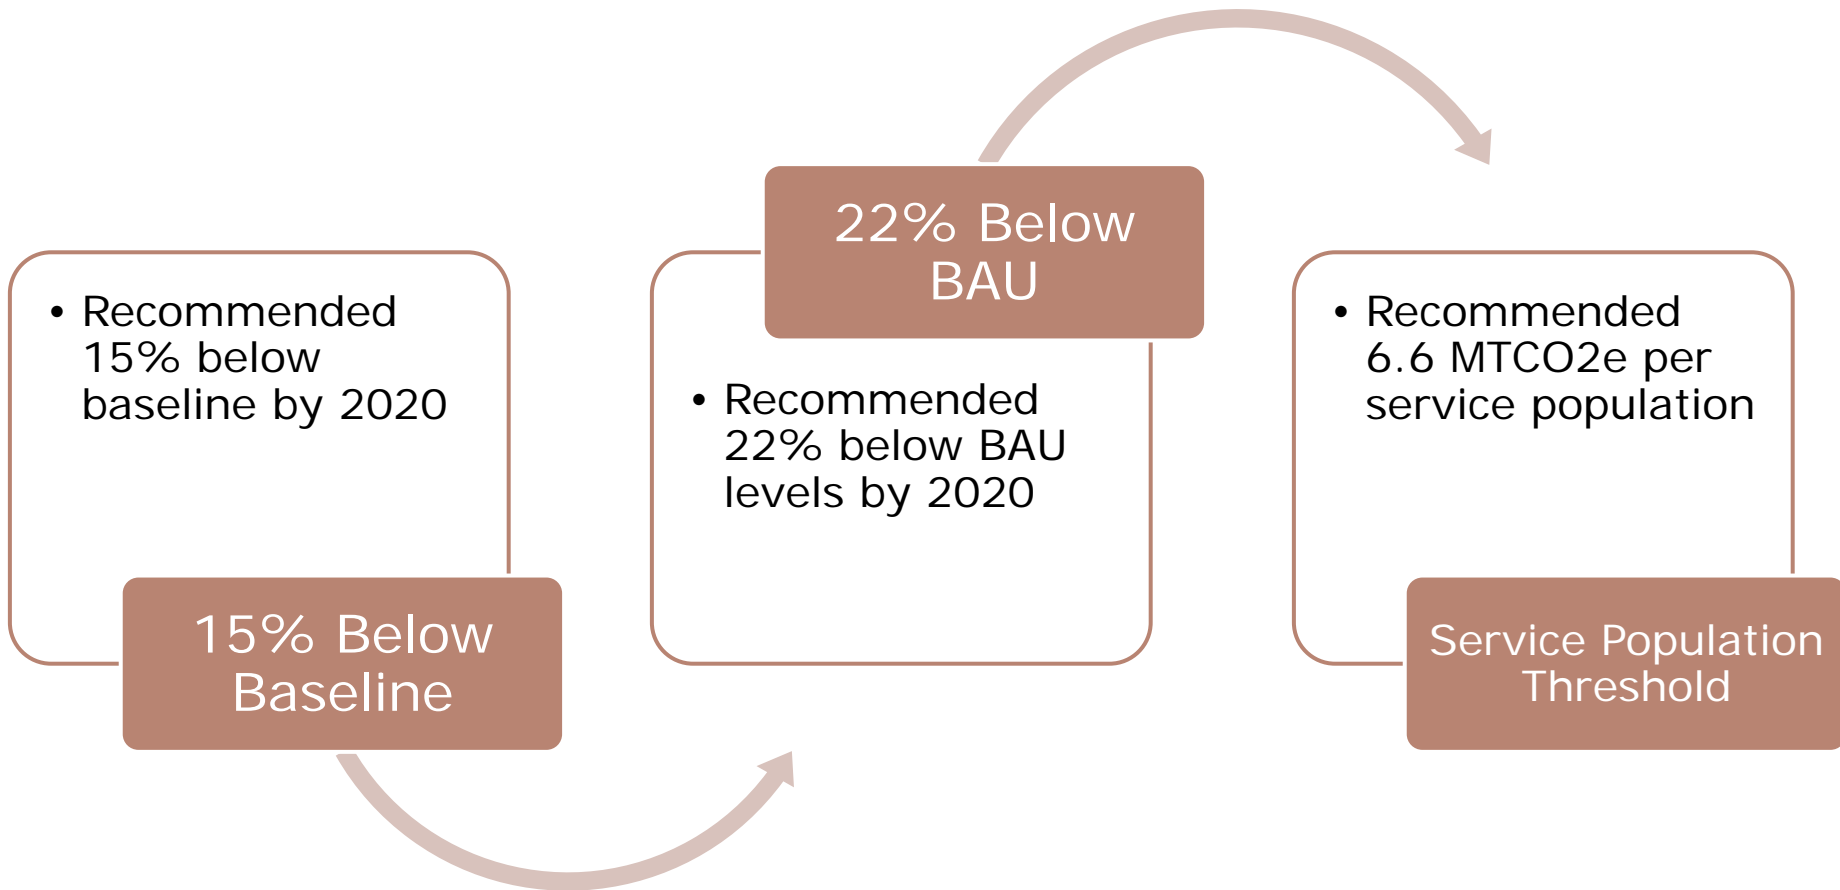 • Recommended
15% below
baseline by 2020
15% Below
Baseline
22% Below
BAU
• Recommended
22% below BAU
levels by 2020
• Recommended
6.6 MTCO2e per
service population
Service Population
Threshold